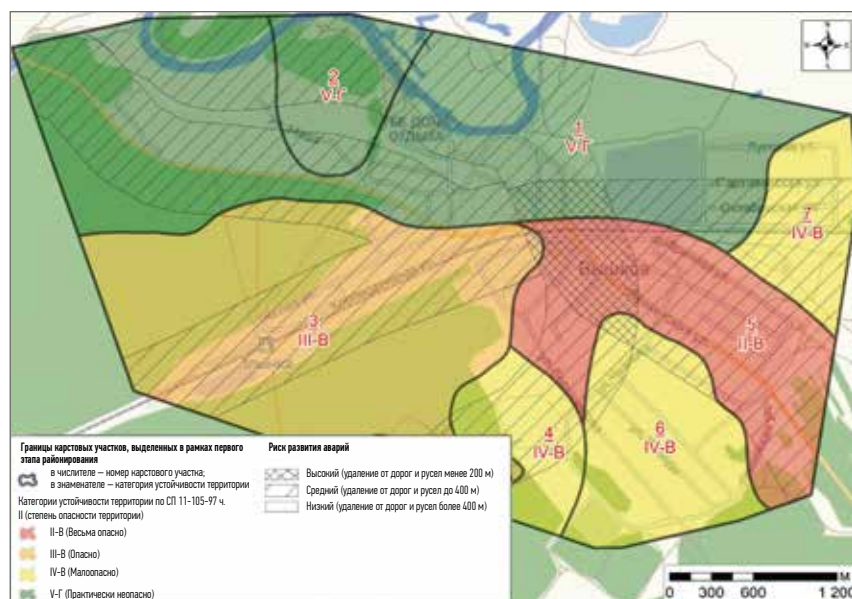 2
V-Г
ОТДЫХА
1
V-Г
Луговая ул.
7
IV-В
3
III-В
5
II-В
4
IV-В
6
IV-В
Границы карстовых участков, выделенных в рамках первого
этапа районирования
в числителе – номер карстового участка;
в знаменателе – категория устойчивости территории
Категории устойчивости территории по СП 11-105-97 ч.
II (степень опасности территории)
II-В (Весьма опасно)
III-В (Опасно)
IV-В (Малоопасно)
V-Г (Практически неопасно)
Риск развития аварий
Высокий (удаление от дорог и русел менее 200 м)
Средний (удаление от дорог и русел до 400 м)
Низкий (удаление от дорог и русел более 400 м)
М
0 300 600 1 200